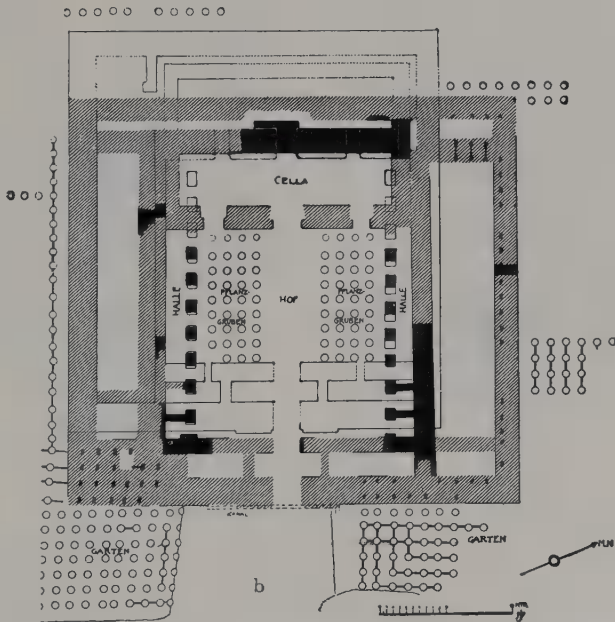 CELLA
HALLE
PFLANZ
GRUBEN
HOF
PFLANZ
GRUBEN
HALLE
GARTEN
GARTEN
b